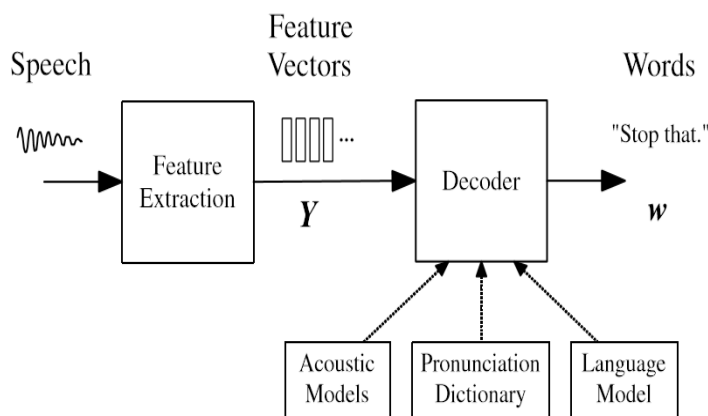 Speech
Feature
Vectors
Words
Feature
Extraction
...
Y
Decoder
"Stop that."
w
Acoustic
Models
Pronunciation
Dictionary
Language
Model